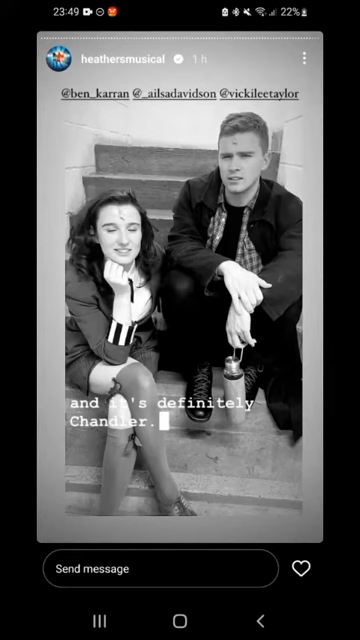 23:49
22%
heathersmusical 1 h
@ben_karran @_ailsadavidson @vickileetaylor
and it's definitely
Chandler.
Send message